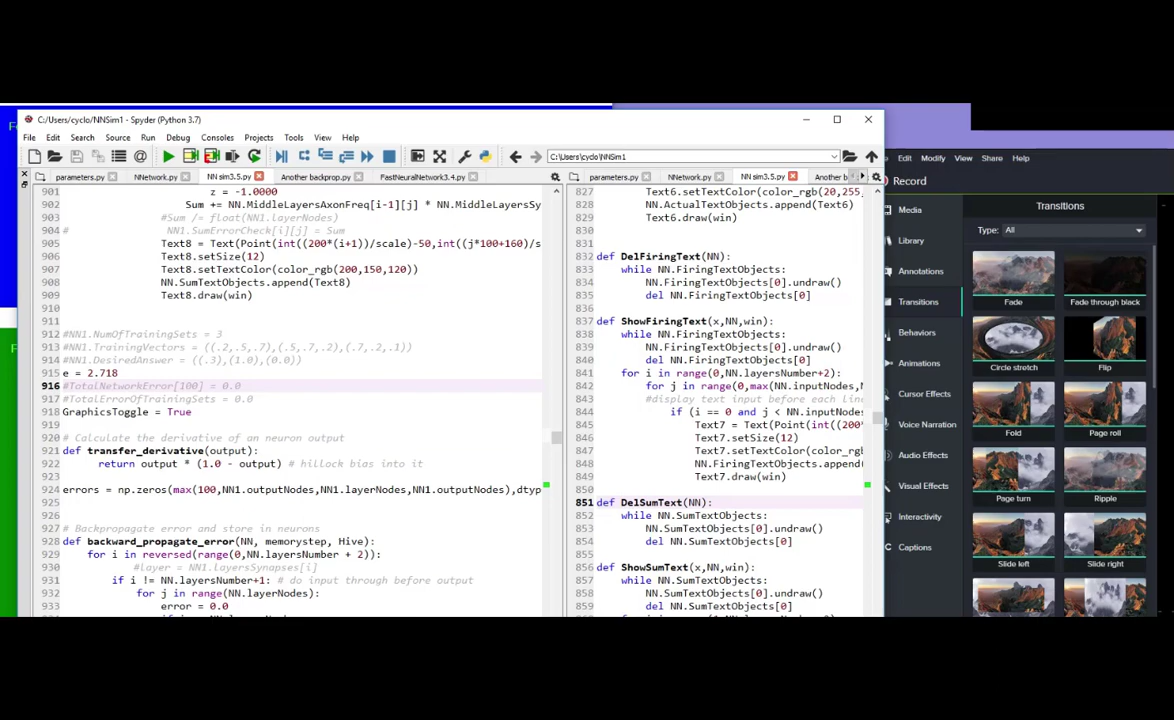 C:/Users/cyclo/NNSim1 - Spyder (Python 3.7)
File Edit Search Source Run Debug Consoles Projects Tools View Help
C:\Users\cyclo\NNSim1
parameters.py NNetwork.py NN sim3.5.py Another backprop.py FastNeuralNetwork3.4.py
901 z = -1.0000
902 Sum += NN.MiddleLayersAxonFreq[i-1][j] * NN.MiddleLayersSy
903 #Sum /= float(NN1.layerNodes)
904 # NN1.SumErrorCheck[i][j] = Sum
905 Text8 = Text(Point(int((200*(i+1))/scale)-50,int((j*100+160)/s
906 Text8.setSize(12)
907 Text8.setTextColor(color_rgb(200,150,120))
908 NN.SumTextObjects.append(Text8)
909 Text8.draw(win)
910
911
912 #NN1.NumOfTrainingSets = 3
913 #NN1.TrainingVectors = ((.2,.5,.7),(.5,.7,.2),(.7,.2,.1))
914 #NN1.DesiredAnswer = ((.3),(1.0),(0.0))
915 e = 2.718
916 #TotalNetworkError[100] = 0.0
917 #TotalErrorOfTrainingSets = 0.0
918 GraphicsToggle = True
919
920 # Calculate the derivative of an neuron output
921 def transfer_derivative(output):
922 return output * (1.0 - output) # hillock bias into it
923
924 errors = np.zeros(max(100,NN1.outputNodes,NN1.layerNodes,NN1.outputNodes),dtyp
925
926
927 # Backpropagate error and store in neurons
928 def backward_propagate_error(NN, memorystep, Hive):
929 for i in reversed(range(0,NN.layersNumber + 2)):
930 #layer = NN1.layersSynapses[i]
931 if i != NN.layersNumber+1: # do input through before output
932 for j in range(NN.layerNodes):
933 error = 0.0
parameters.py NNetwork.py NN sim3.5.py Another back
827 Text6.setTextColor(color_rgb(20,255,
828 NN.ActualTextObjects.append(Text6)
829 Text6.draw(win)
830
831
832 def DelFiringText(NN):
833 while NN.FiringTextObjects:
834 NN.FiringTextObjects[0].undraw()
835 del NN.FiringTextObjects[0]
836
837 def ShowFiringText(x,NN,win):
838 while NN.FiringTextObjects:
839 NN.FiringTextObjects[0].undraw()
840 del NN.FiringTextObjects[0]
841 for i in range(0,NN.layersNumber+2):
842 for j in range(0,max(NN.inputNodes,N
843 #display text input before each line
844 if (i == 0 and j < NN.inputNodes
845 Text7 = Text(Point(int((200*
846 Text7.setSize(12)
847 Text7.setTextColor(color_rgb
848 NN.FiringTextObjects.append(
849 Text7.draw(win)
850
851 def DelSumText(NN):
852 while NN.SumTextObjects:
853 NN.SumTextObjects[0].undraw()
854 del NN.SumTextObjects[0]
855
856 def ShowSumText(x,NN,win):
857 while NN.SumTextObjects:
858 NN.SumTextObjects[0].undraw()
859 del NN.SumTextObjects[0]
Edit Modify View Share Help
Record
Media
Library
Annotations
Transitions
Behaviors
Animations
Cursor Effects
Voice Narration
Audio Effects
Visual Effects
Interactivity
Captions
Transitions
Type: All
Fade Fade through black
Circle stretch Flip
Fold Page roll
Page turn Ripple
Slide left Slide right